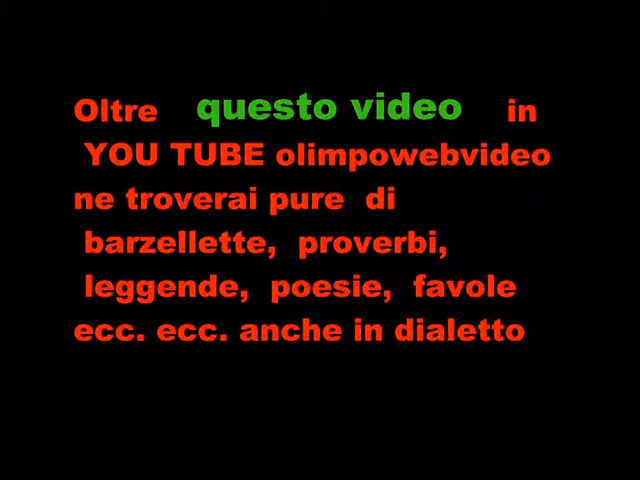 Oltre questo video in
YOU TUBE olimpowebvideo
ne troverai pure di
barzellette, proverbi,
leggende, poesie, favole
ecc. ecc. anche in dialetto